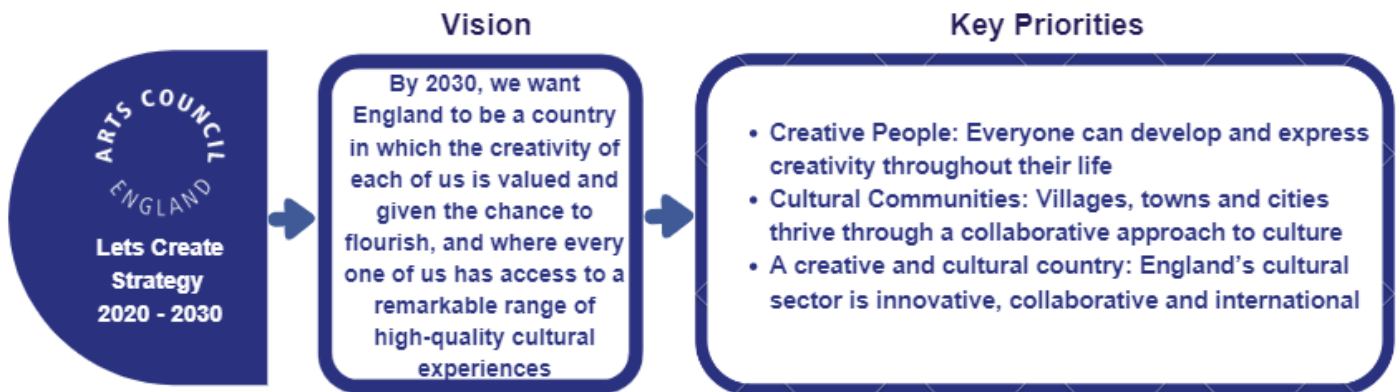 ARTS COUNCIL
ENGLAND
Lets Create
Strategy
2020 - 2030
Vision
By 2030, we want
England to be a country
in which the creativity of
each of us is valued and
given the chance to
flourish, and where every
one of us has access to a
remarkable range of
high-quality cultural
experiences
Key Priorities
• Creative People: Everyone can develop and express
creativity throughout their life
• Cultural Communities: Villages, towns and cities
thrive through a collaborative approach to culture
• A creative and cultural country: England's cultural
sector is innovative, collaborative and international